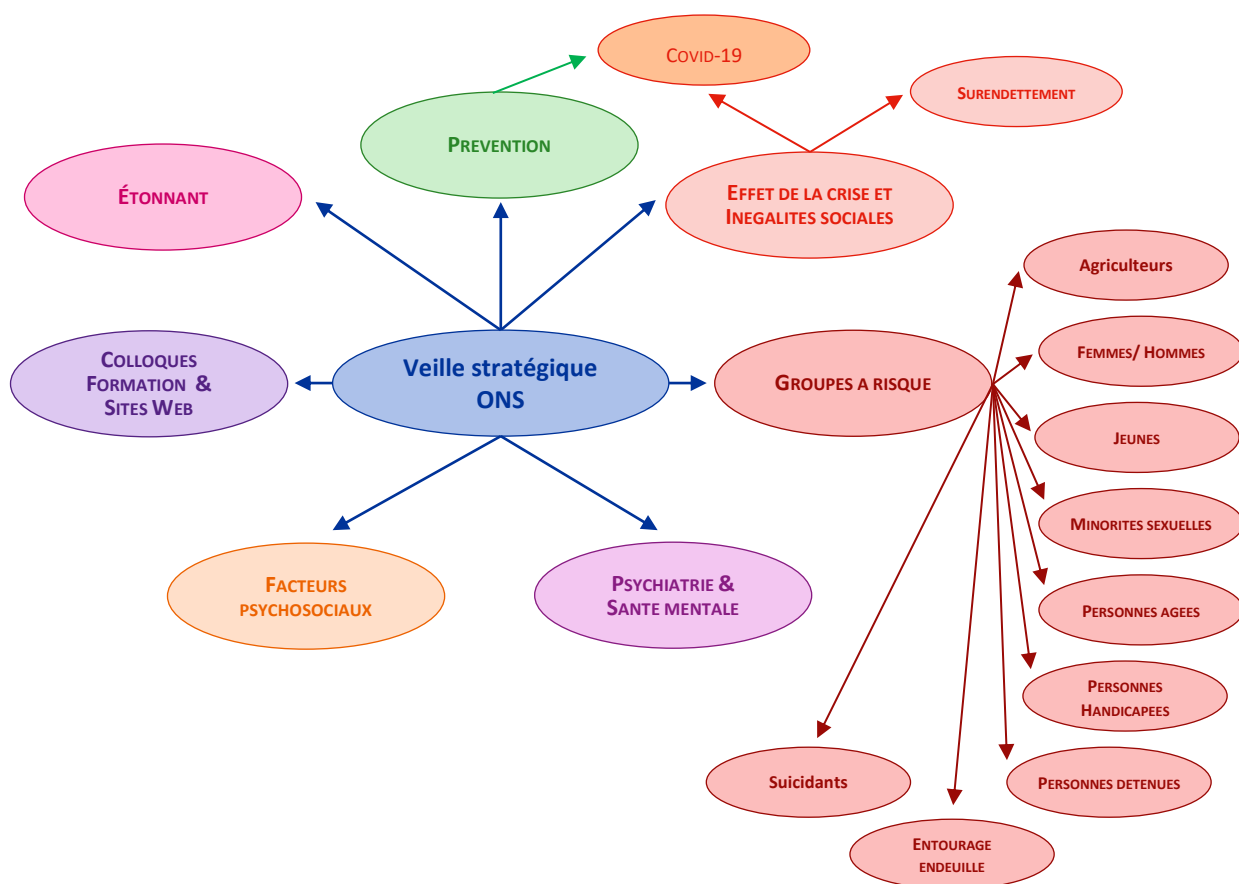 COVID-19
SURENDETTEMENT
PREVENTION
ÉTONNANT
EFFET DE LA CRISE ET
INEGALITES SOCIALES
Agriculteurs
FEMMES/ HOMMES
COLLOQUES
FORMATION &
SITES WEB
Veille stratégique
ONS
GROUPES A RISQUE
JEUNES
MINORITES SEXUELLES
FACTEURS
PSYCHOSOCIAUX
PSYCHIATRIE &
SANTE MENTALE
PERSONNES AGEES
PERSONNES
HANDICAPEES
Suicidants
PERSONNES DETENUES
ENTOURAGE
ENDEUILLE